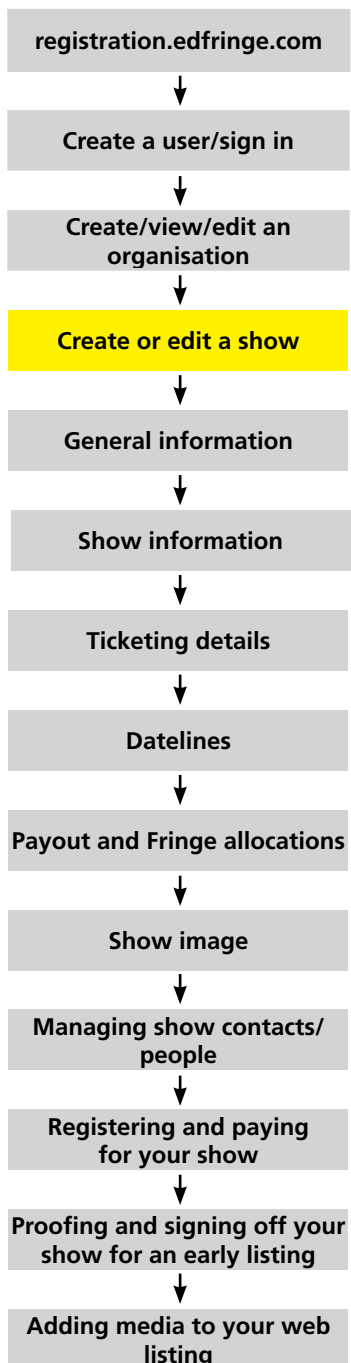 registration.edfringe.com
Create a user/sign in
Create/view/edit an
organisation
Create or edit a show
General information
Show information
Ticketing details
Datelines
Payout and Fringe allocations
Show image
Managing show contacts/
people
Registering and paying
for your show
Proofing and signing off your
show for an early listing
Adding media to your web
listing